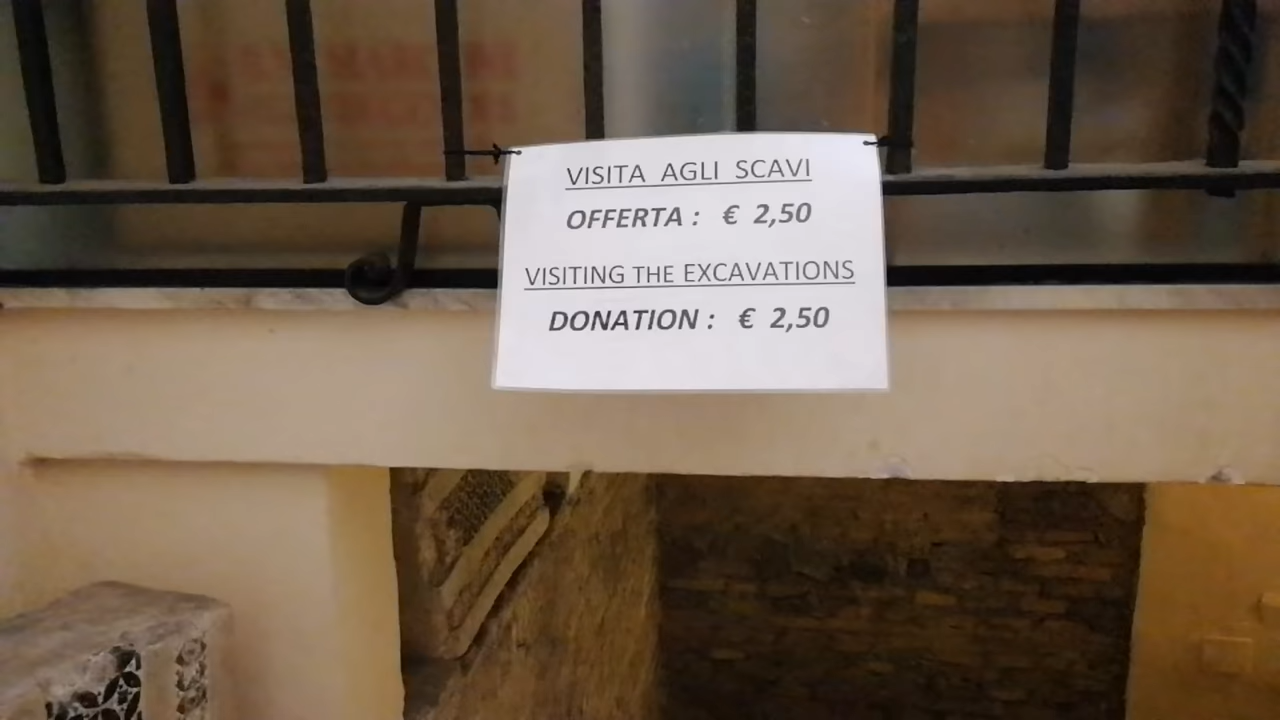 VISITA AGLI SCAVI
OFFERTA : € 2,50
VISITING THE EXCAVATIONS
DONATION : € 2,50